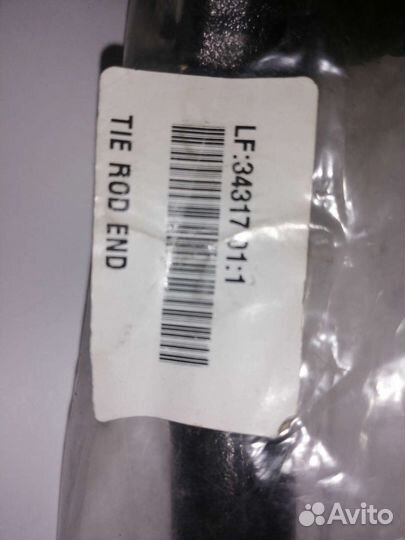 LF:34317 01:1
TIE ROD END
Avito